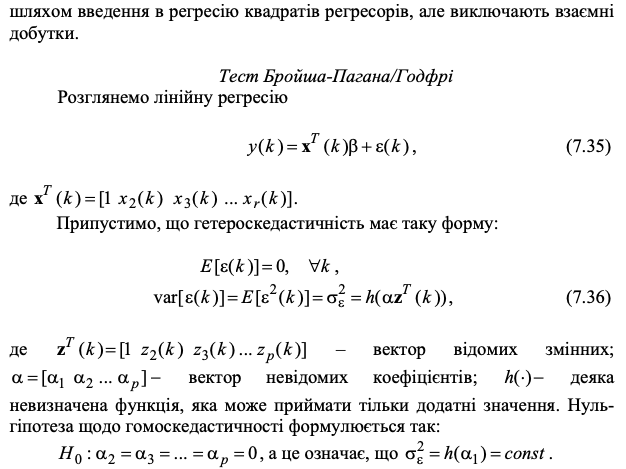 шляхом введення в регресію квадратів регресорів, але виключають взаємні
добутки.
Тест Бройша-Пагана/Годфрі
Розглянемо лінійну регресію
y(k) = x^T (k)β + ε(k), (7.35)
де x^T (k) = [1 x_2(k) x_3(k) ... x_r(k)].
Припустимо, що гетероскедастичність має таку форму:
E[ε(k)] = 0, ∀k ,
var[ε(k)] = E[ε^2(k)] = σ_ε^2 = h(αz^T (k)), (7.36)
де z^T (k) = [1 z_2(k) z_3(k) ... z_p(k)] – вектор відомих змінних;
α = [α_1 α_2 ... α_p] – вектор невідомих коефіцієнтів; h(·) – деяка
невизначена функція, яка може приймати тільки додатні значення. Нуль-
гіпотеза щодо гомоскедастичності формулюється так:
H_0 : α_2 = α_3 = ... = α_p = 0 , а це означає, що σ_ε^2 = h(α_1) = const .